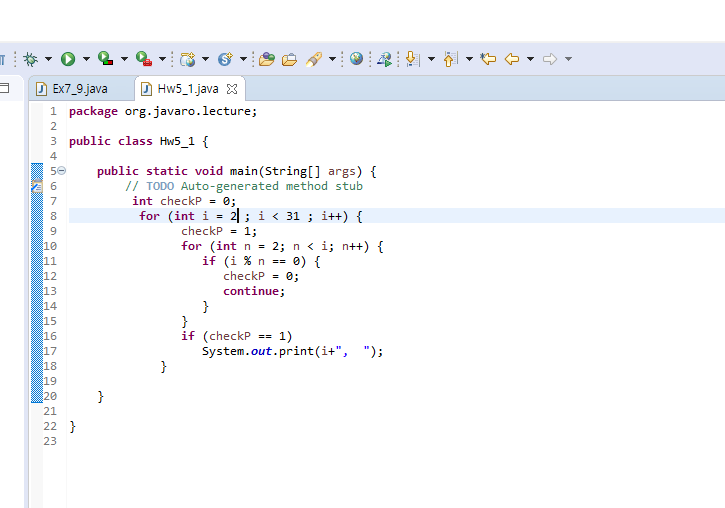 Ex7_9.java Hw5_1.java
1 package org.javaro.lecture;
2
3 public class Hw5_1 {
4
5 public static void main(String[] args) {
6 // TODO Auto-generated method stub
7 int checkP = 0;
8 for (int i = 2 ; i < 31 ; i++) {
9 checkP = 1;
10 for (int n = 2; n < i; n++) {
11 if (i % n == 0) {
12 checkP = 0;
13 continue;
14 }
15 }
16 if (checkP == 1)
17 System.out.print(i+",  ");
18 }
19
20 }
21
22 }
23